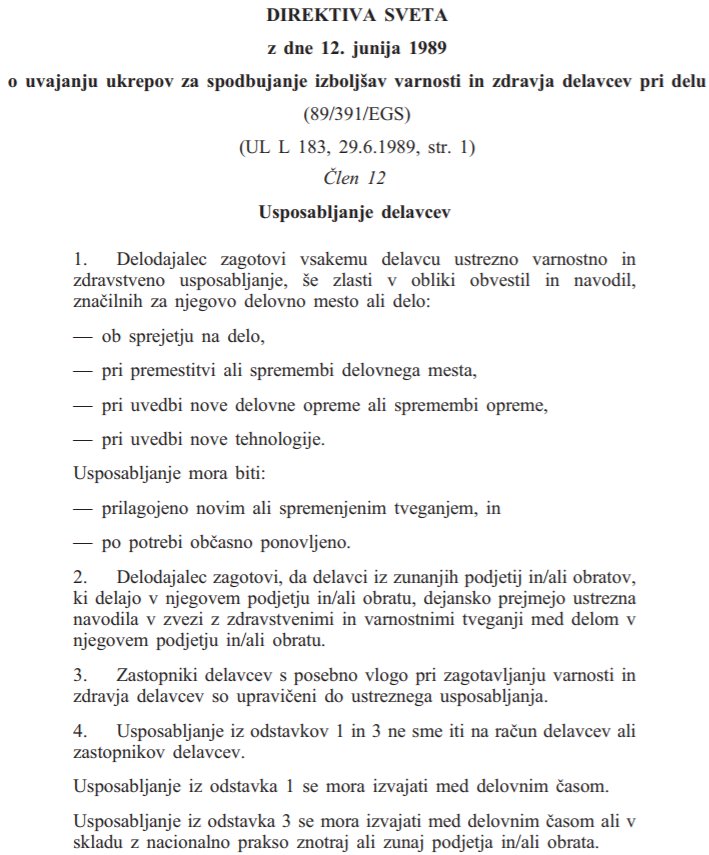 DIREKTIVA SVETA
z dne 12. junija 1989
o uvajanju ukrepov za spodbujanje izboljšav varnosti in zdravja delavcev pri delu
(89/391/EGS)
(UL L 183, 29.6.1989, str. 1)
Člen 12
Usposabljanje delavcev
1. Delodajalec zagotovi vsakemu delavcu ustrezno varnostno in
zdravstveno usposabljanje, še zlasti v obliki obvestil in navodil,
značilnih za njegovo delovno mesto ali delo:
— ob sprejetju na delo,
— pri premestitvi ali spremembi delovnega mesta,
— pri uvedbi nove delovne opreme ali spremembi opreme,
— pri uvedbi nove tehnologije.
Usposabljanje mora biti:
— prilagojeno novim ali spremenjenim tveganjem, in
— po potrebi občasno ponovljeno.
2. Delodajalec zagotovi, da delavci iz zunanjih podjetij in/ali obratov,
ki delajo v njegovem podjetju in/ali obratu, dejansko prejmejo ustrezna
navodila v zvezi z zdravstvenimi in varnostnimi tveganji med delom v
njegovem podjetju in/ali obratu.
3. Zastopniki delavcev s posebno vlogo pri zagotavljanju varnosti in
zdravja delavcev so upravičeni do ustreznega usposabljanja.
4. Usposabljanje iz odstavkov 1 in 3 ne sme iti na račun delavcev ali
zastopnikov delavcev.
Usposabljanje iz odstavka 1 se mora izvajati med delovnim časom.
Usposabljanje iz odstavka 3 se mora izvajati med delovnim časom ali v
skladu z nacionalno prakso znotraj ali zunaj podjetja in/ali obrata.